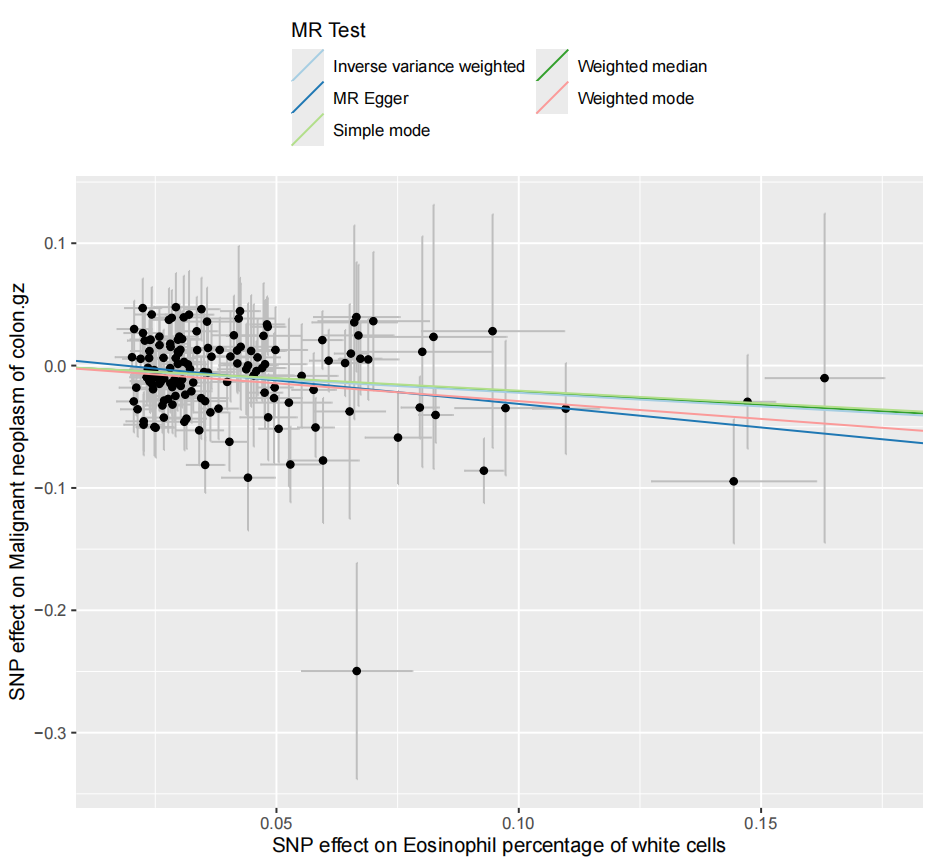 MR Test
Inverse variance weighted
Weighted median
MR Egger
Weighted mode
Simple mode
SNP effect on Malignant neoplasm of colon.gz
0.1
0.0
−0.1
−0.2
−0.3
0.05
0.10
0.15
SNP effect on Eosinophil percentage of white cells